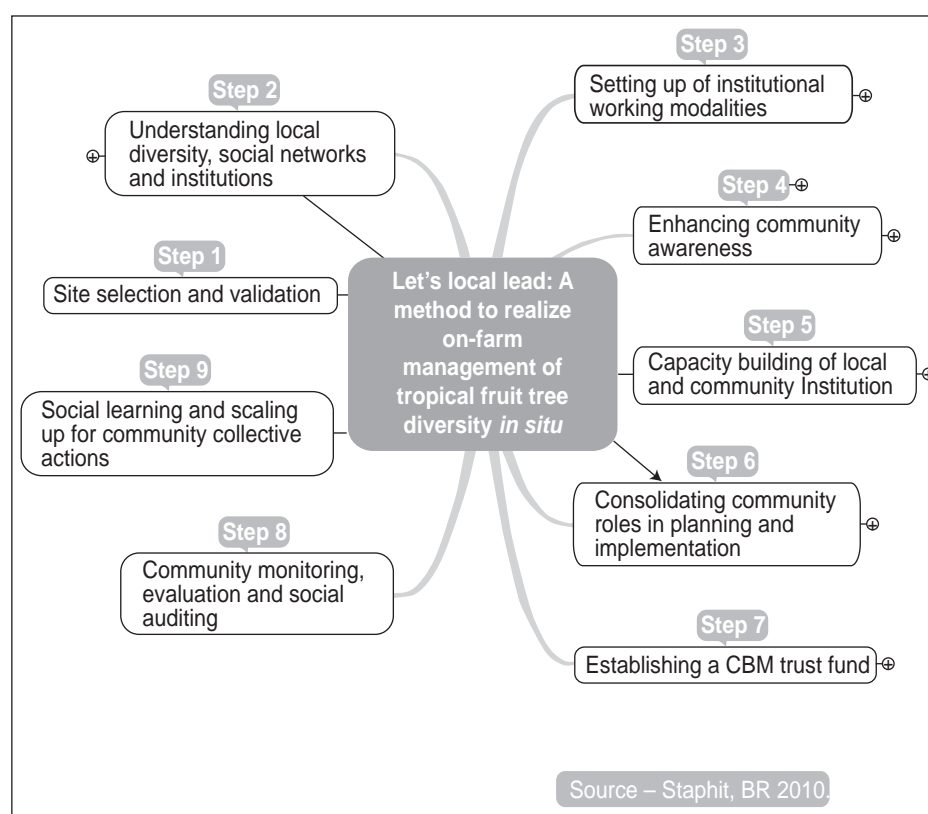 Step 3
Setting up of institutional
working modalities
Step 2
Understanding local
diversity, social networks
and institutions
Step 4
Enhancing community
awareness
Step 1
Site selection and validation
Let's local lead: A
method to realize
on-farm
management of
tropical fruit tree
diversity in situ
Step 5
Capacity building of local
and community Institution
Step 9
Social learning and scaling
up for community collective
actions
Step 6
Consolidating community
roles in planning and
implementation
Step 8
Community monitoring,
evaluation and social
auditing
Step 7
Establishing a CBM trust fund
Source – Staphit, BR 2010.